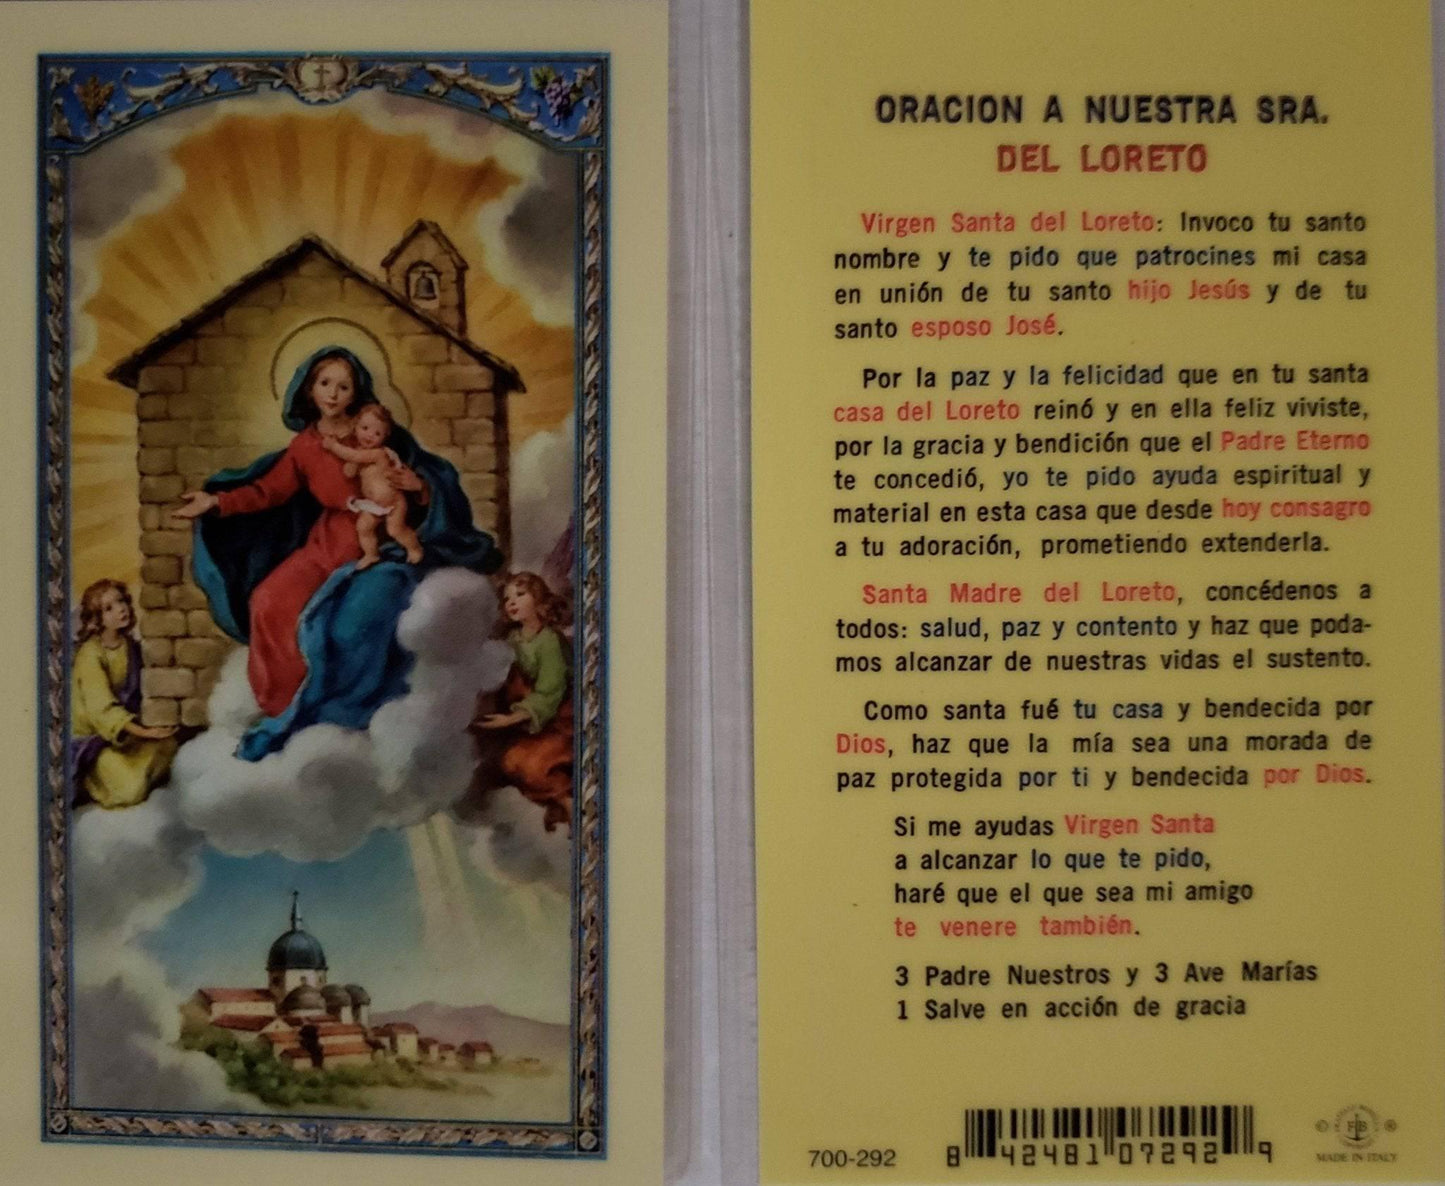 ORACION A NUESTRA SRA.
DEL LORETO
Virgen Santa del Loreto: Invoco tu santo
nombre y te pido que patrocines mi casa
en unión de tu santo hijo Jesús y de tu
santo esposo José.
Por la paz y la felicidad que en tu santa
casa del Loreto reinó y en ella feliz viviste,
por la gracia y bendición que el Padre Eterno
te concedió, yo te pido ayuda espiritual y
material en esta casa que desde hoy consagro
a tu adoración, prometiendo extenderla.
Santa Madre del Loreto, concédenos a
todos: salud, paz y contento y haz que poda-
mos alcanzar de nuestras vidas el sustento.
Como santa fué tu casa y bendecida por
Dios, haz que la mía sea una morada de
paz protegida por ti y bendecida por Dios.
Si me ayudas Virgen Santa
a alcanzar lo que te pido,
haré que el que sea mi amigo
te venere también.
3 Padre Nuestros y 3 Ave Marías
1 Salve en acción de gracia
700-292
8 42481 07292 9
© FB ®
MADE IN ITALY